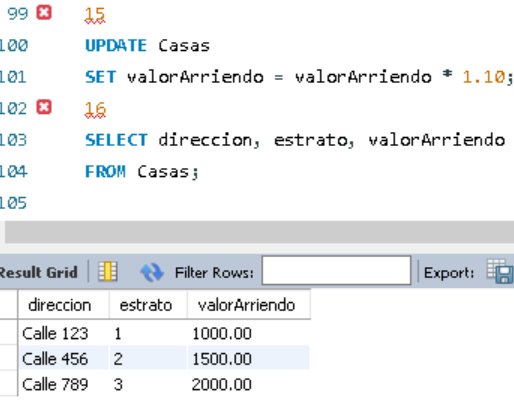 99 15
100 UPDATE Casas
101 SET valorArriendo = valorArriendo * 1.10;
102 16
103 SELECT direccion, estrato, valorArriendo
104 FROM Casas;
105
Result Grid Filter Rows: Export:
direccion estrato valorArriendo
Calle 123 1 1000.00
Calle 456 2 1500.00
Calle 789 3 2000.00